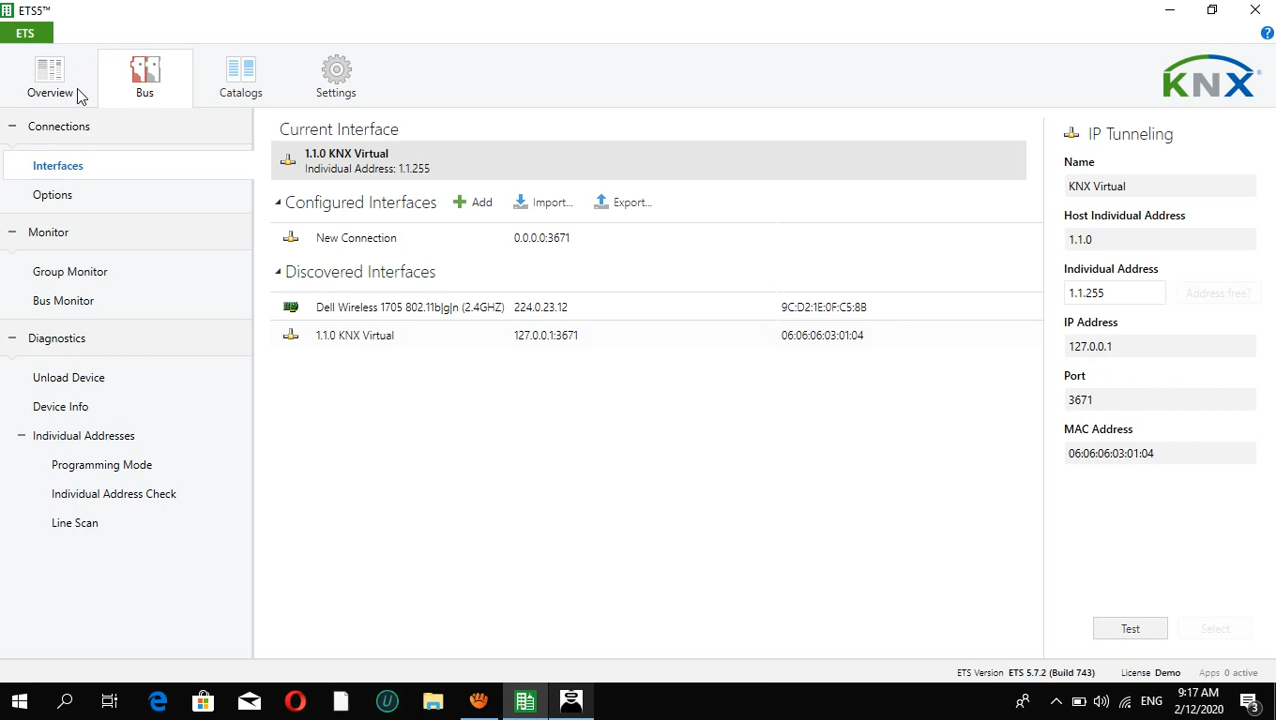 ETS5™
ETS
Overview
Bus
Catalogs
Settings
KNX
Connections
Interfaces
Options
Monitor
Group Monitor
Bus Monitor
Diagnostics
Unload Device
Device Info
Individual Addresses
Programming Mode
Individual Address Check
Line Scan
Current Interface
1.1.0 KNX Virtual
Individual Address: 1.1.255
Configured Interfaces Add Import... Export...
New Connection 0.0.0.0:3671
Discovered Interfaces
Dell Wireless 1705 802.11b|g|n (2.4GHZ) 224.0.23.12 9C:D2:1E:0F:C5:8B
1.1.0 KNX Virtual 127.0.0.1:3671 06:06:06:03:01:04
IP Tunneling
Name
KNX Virtual
Host Individual Address
1.1.0
Individual Address
1.1.255 Address free?
IP Address
127.0.0.1
Port
3671
MAC Address
06:06:06:03:01:04
Test Select
ETS Version ETS 5.7.2 (Build 743) License Demo Apps 0 active
ENG
9:17 AM
2/12/2020
3